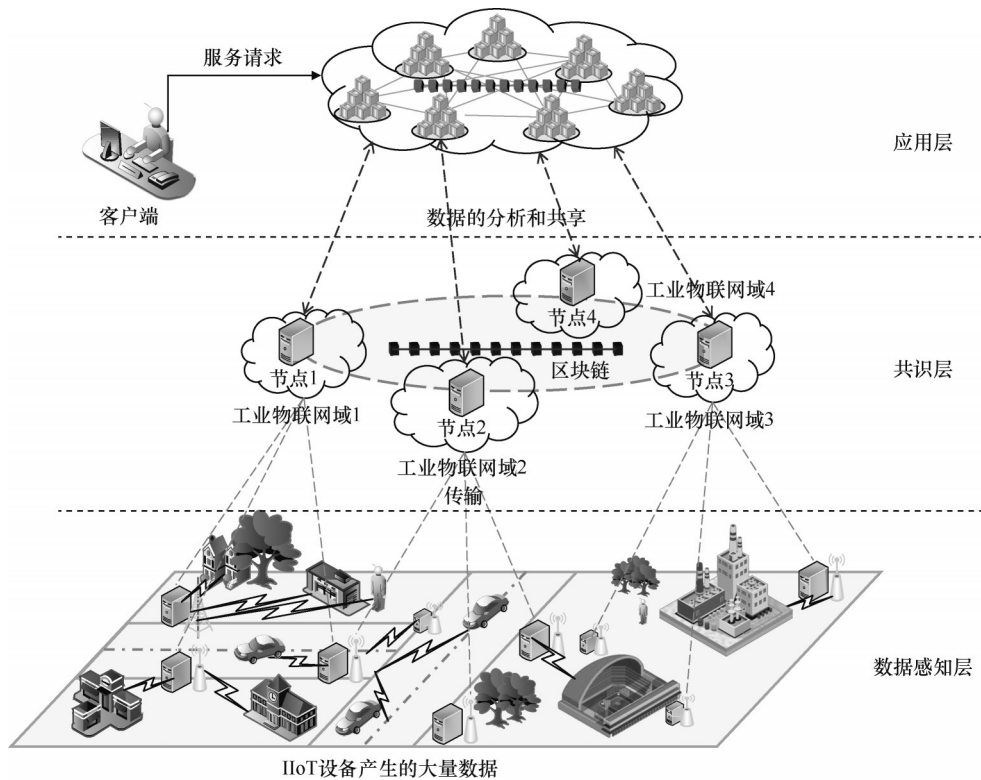 服务请求
应用层
客户端
数据的分析和共享
工业物联网域4
节点4
节点1
区块链
节点3
共识层
工业物联网域1
节点2
工业物联网域3
工业物联网域2
传输
数据感知层
IIoT设备产生的大量数据